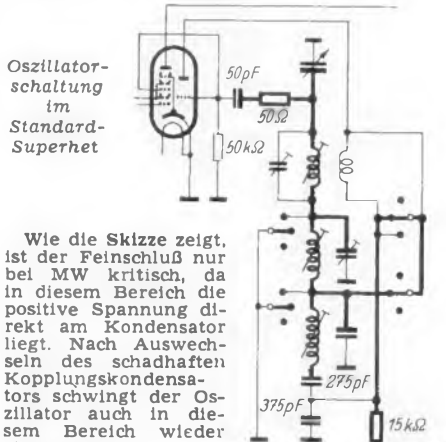 Oszillator-
schaltung
im
Standard-
Superhet
50pF
50Ω
50kΩ
Wie die Skizze zeigt,
ist der Feinschluß nur
bei MW kritisch, da
in diesem Bereich die
positive Spannung di-
rekt am Kondensator
liegt. Nach Auswech-
seln des schadhaften
Kopplungskondensa-
tors schwingt der Os-
zillator auch in die-
sem Bereich wieder
275pF
375pF
15kΩ